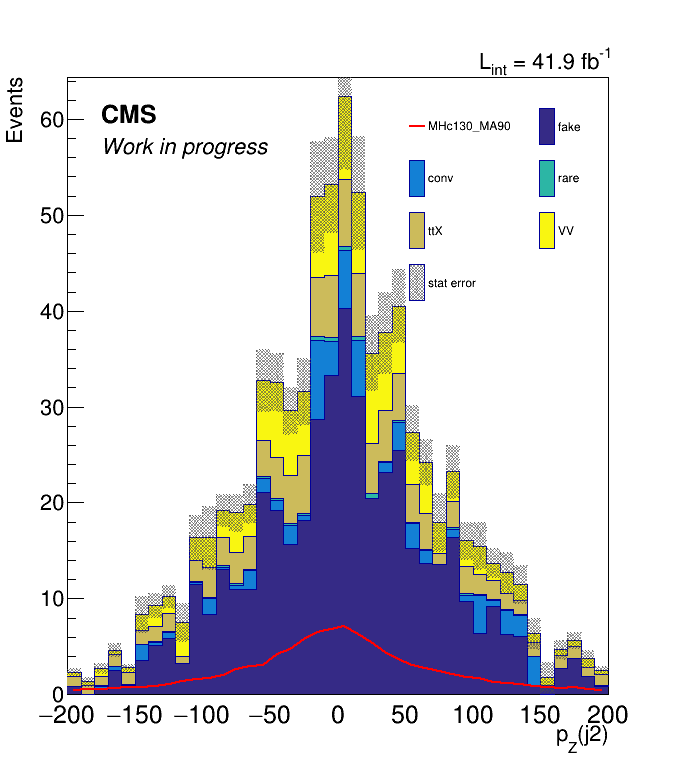 L_int = 41.9 fb^-1
Events
CMS
Work in progress
MHc130_MA90
fake
conv
rare
ttX
VV
stat error
60
50
40
30
20
10
0
−200 −150 −100 −50 0 50 100 150 200
p_Z(j2)